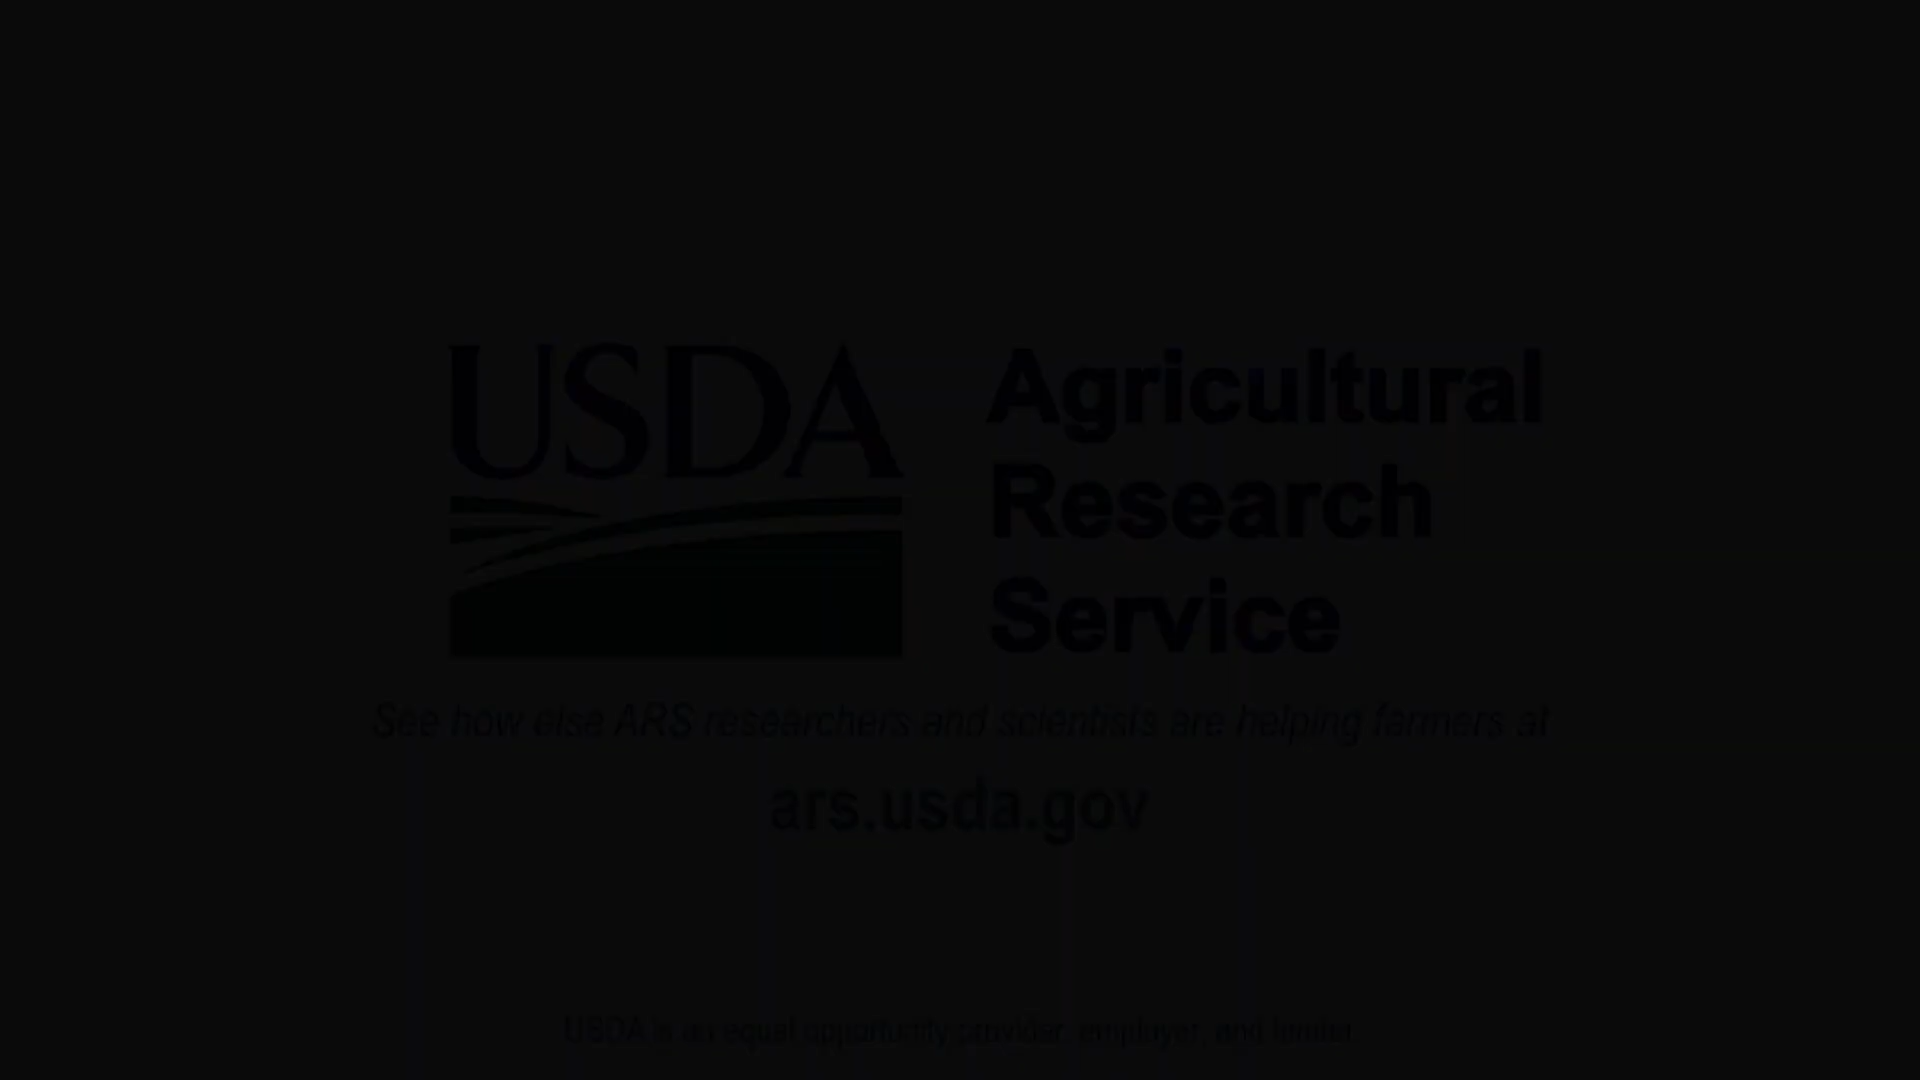 USDA
Agricultural
Research
Service
See how else ARS researchers and scientists are helping farmers at
ars.usda.gov
USDA is an equal opportunity provider, employer, and lender.